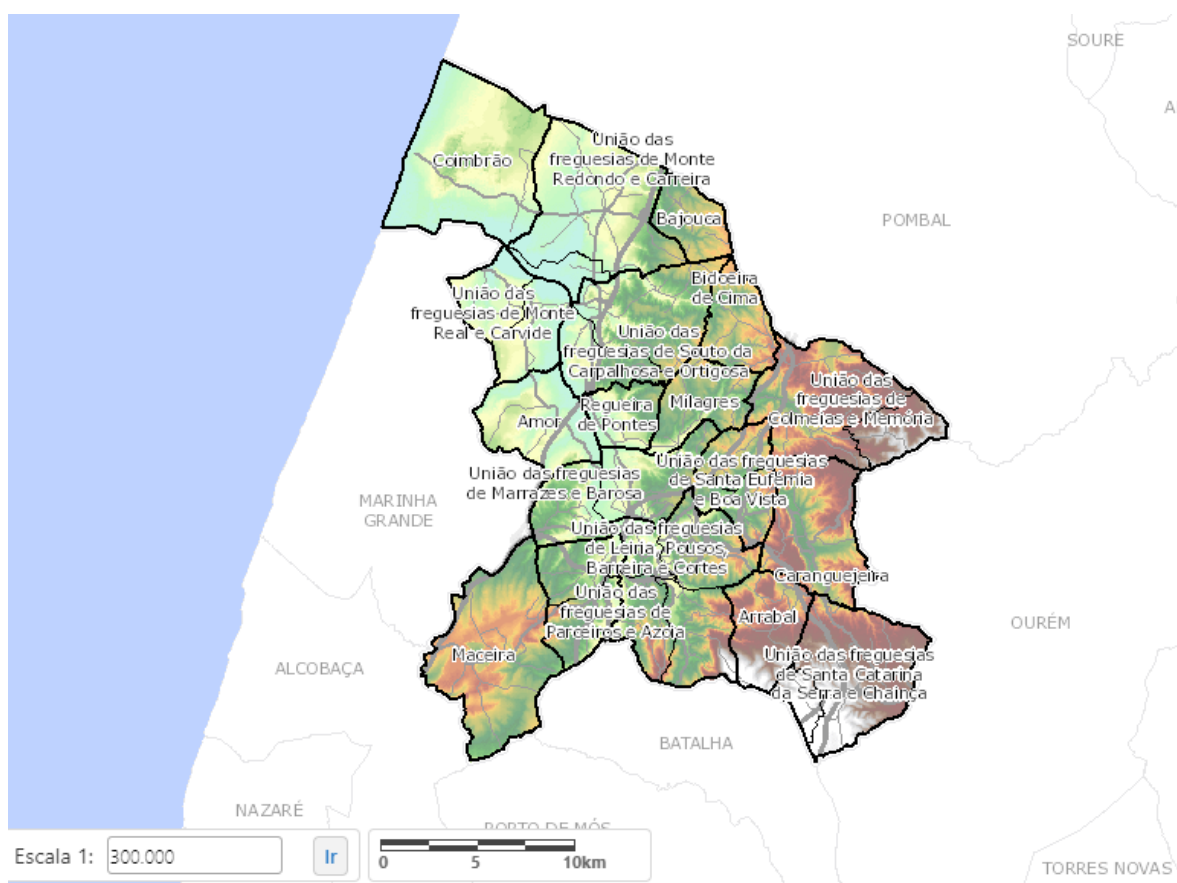 SOURE
União das
freguesias de Monte
Redondo e Carreira
Coimbrão
Bajouca
POMBAL
Bidoeira
de Cima
União das
freguesias de Monte
Real e Carvide
União das
freguesias de Souto da
Carpalhosa e Ortigosa
União das
freguesias de
Colmeias e Memória
Regueira
de Pontes
Milagres
Amor
União das freguesias
de Marrazes e Barosa
União das freguesias
de Santa Eufémia
e Boa Vista
MARINHA
GRANDE
União das freguesias
de Leiria, Pousos,
Barreira e Cortes
Caranguejeira
União das
freguesias de
Parceiros e Azoia
Arrabal
OURÉM
Maceira
ALCOBAÇA
União das freguesias
de Santa Catarina
da Serra e Chainça
BATALHA
NAZARÉ
PORTO DE MÓS
Escala 1: 300.000 Ir
0 5 10km
TORRES NOVAS